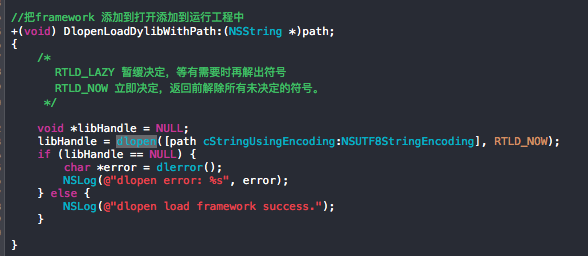 //把framework 添加到打开添加到运行工程中
+(void) DlopenLoadDylibWithPath:(NSString *)path;
{
/*
RTLD_LAZY 暂缓决定，等有需要时再解出符号
RTLD_NOW 立即决定，返回前解除所有未决定的符号。
*/
void *libHandle = NULL;
libHandle = dlopen([path cStringUsingEncoding:NSUTF8StringEncoding], RTLD_NOW);
if (libHandle == NULL) {
char *error = dlerror();
NSLog(@"dlopen error: %s", error);
} else {
NSLog(@"dlopen load framework success.");
}
}